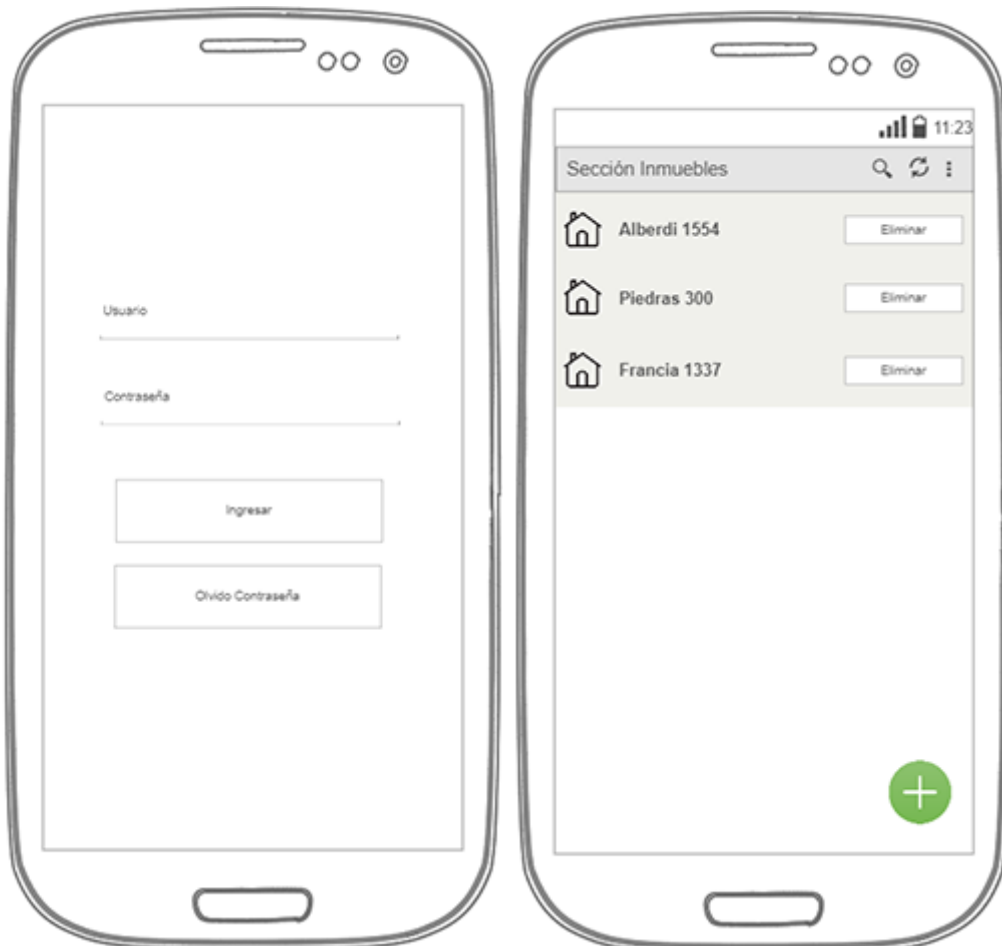 Usuario
Contraseña
Ingresar
Olvido Contraseña
11:23
Sección Inmuebles
Alberdi 1554
Eliminar
Piedras 300
Eliminar
Francia 1337
Eliminar